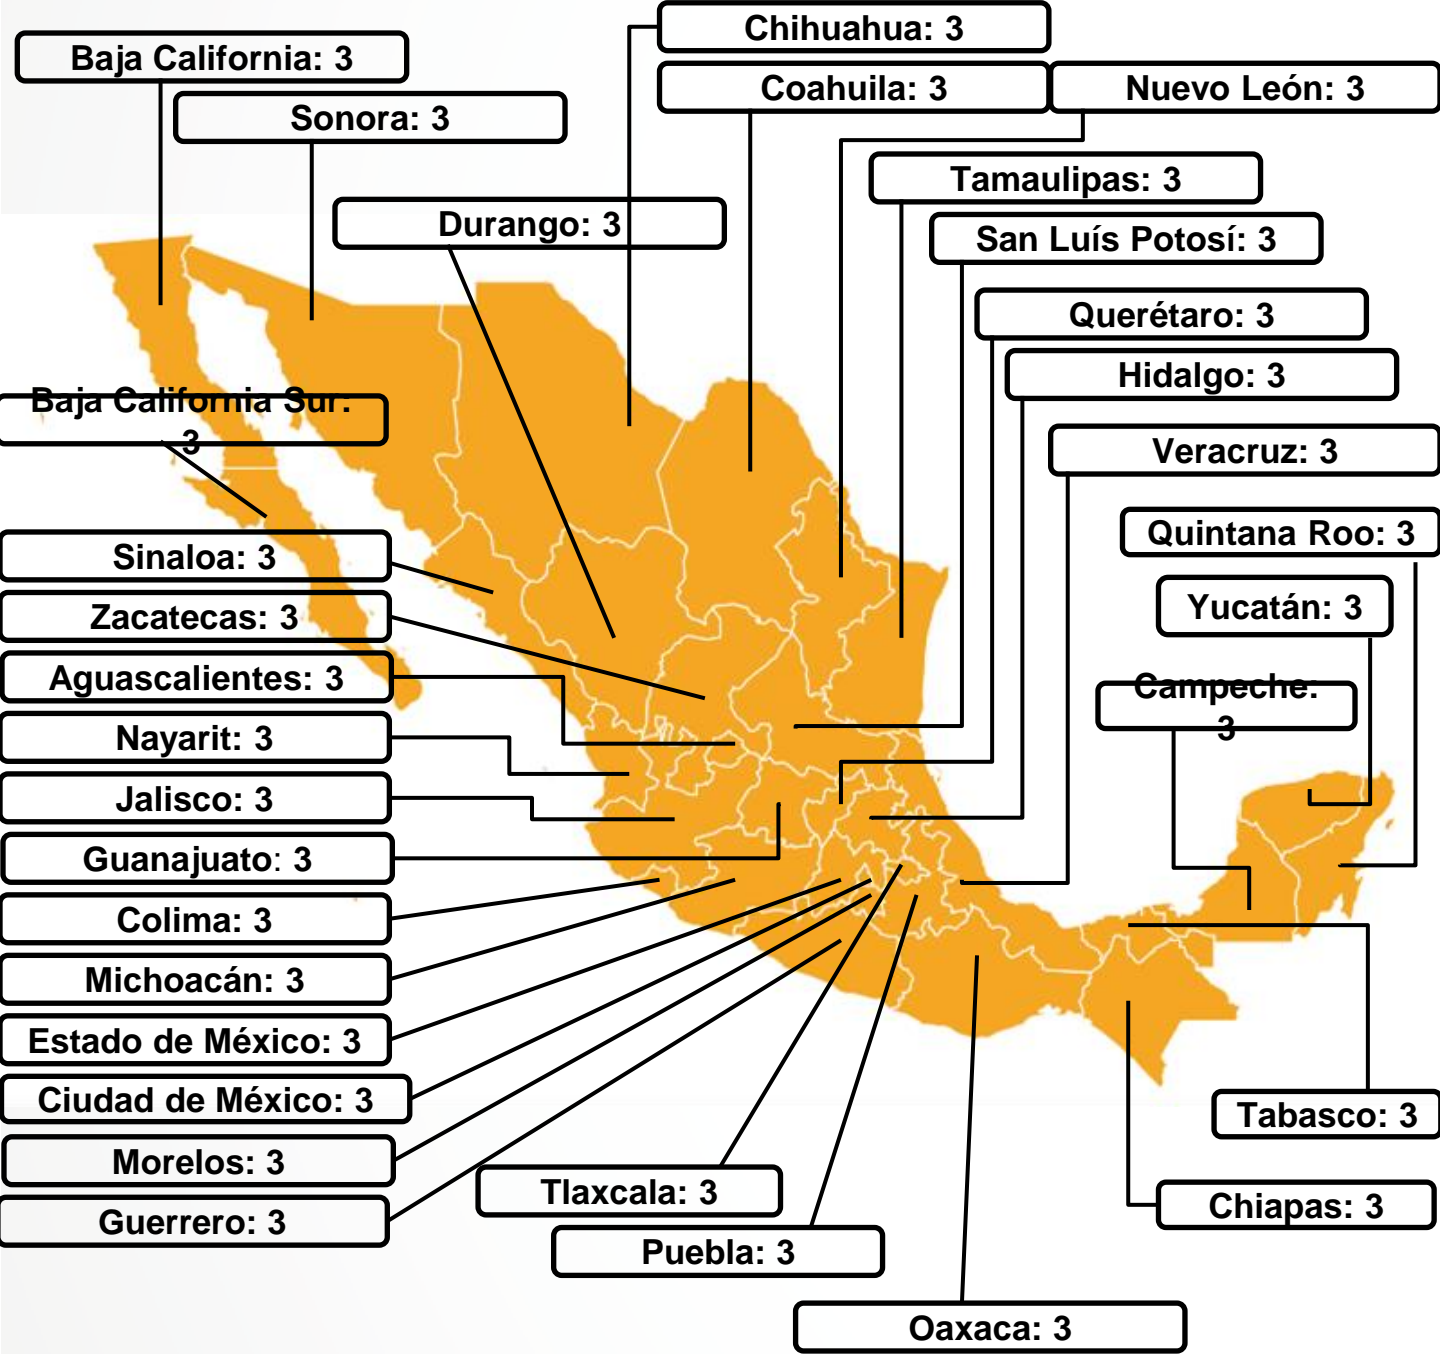 Chihuahua: 3
Baja California: 3
Coahuila: 3
Nuevo León: 3
Sonora: 3
Tamaulipas: 3
Durango: 3
San Luís Potosí: 3
Querétaro: 3
Hidalgo: 3
Baja California Sur:
3
Veracruz: 3
Quintana Roo: 3
Sinaloa: 3
Yucatán: 3
Zacatecas: 3
Aguascalientes: 3
Campeche:
3
Nayarit: 3
Jalisco: 3
Guanajuato: 3
Colima: 3
Michoacán: 3
Estado de México: 3
Ciudad de México: 3
Tabasco: 3
Morelos: 3
Tlaxcala: 3
Chiapas: 3
Guerrero: 3
Puebla: 3
Oaxaca: 3